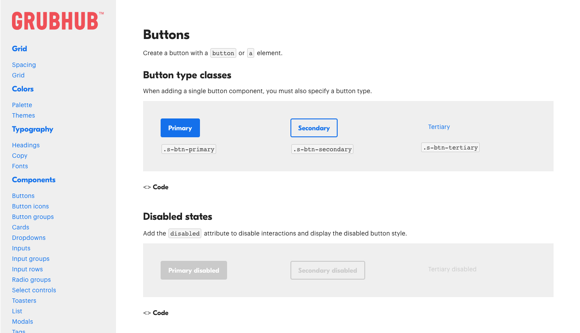 GRUBHUB™
Grid
Spacing
Grid
Colors
Palette
Themes
Typography
Headings
Copy
Fonts
Components
Buttons
Button icons
Button groups
Cards
Dropdowns
Inputs
Input groups
Input rows
Radio groups
Select controls
Toasters
List
Modals
Tags
Buttons
Create a button with a button or a element.
Button type classes
When adding a single button component, you must also specify a button type.
Primary Secondary Tertiary
.s-btn-primary .s-btn-secondary .s-btn-tertiary
<> Code
Disabled states
Add the disabled attribute to disable interactions and display the disabled button style.
Primary disabled Secondary disabled Tertiary disabled
<> Code